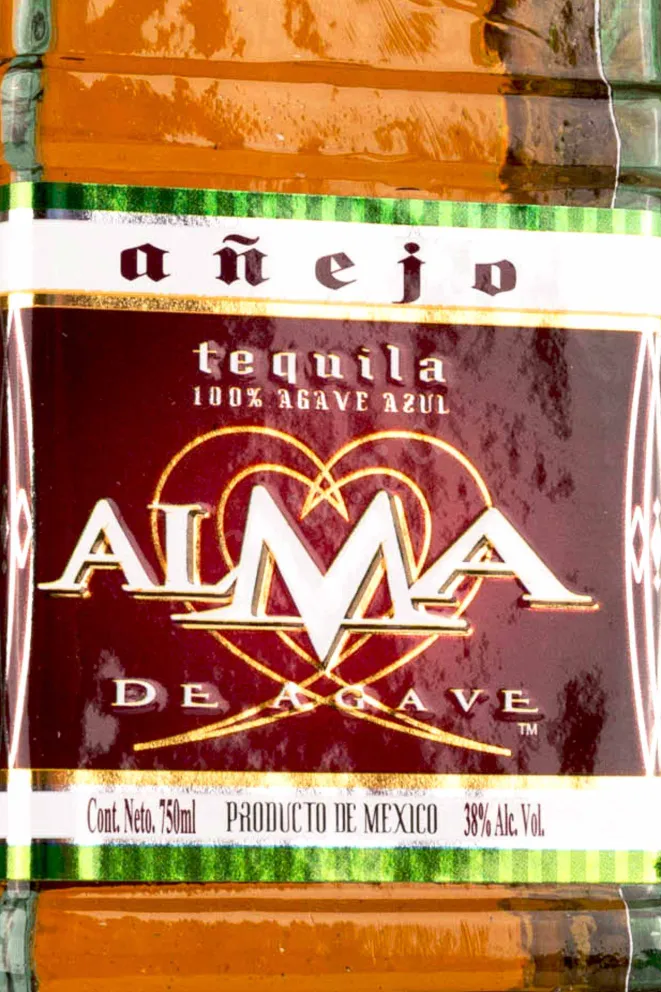 añejo
tequila
100% AGAVE AZUL
ALMA
DE AGAVE
TM
Cont. Neto. 750ml PRODUCTO DE MEXICO 38% Alc. Vol.